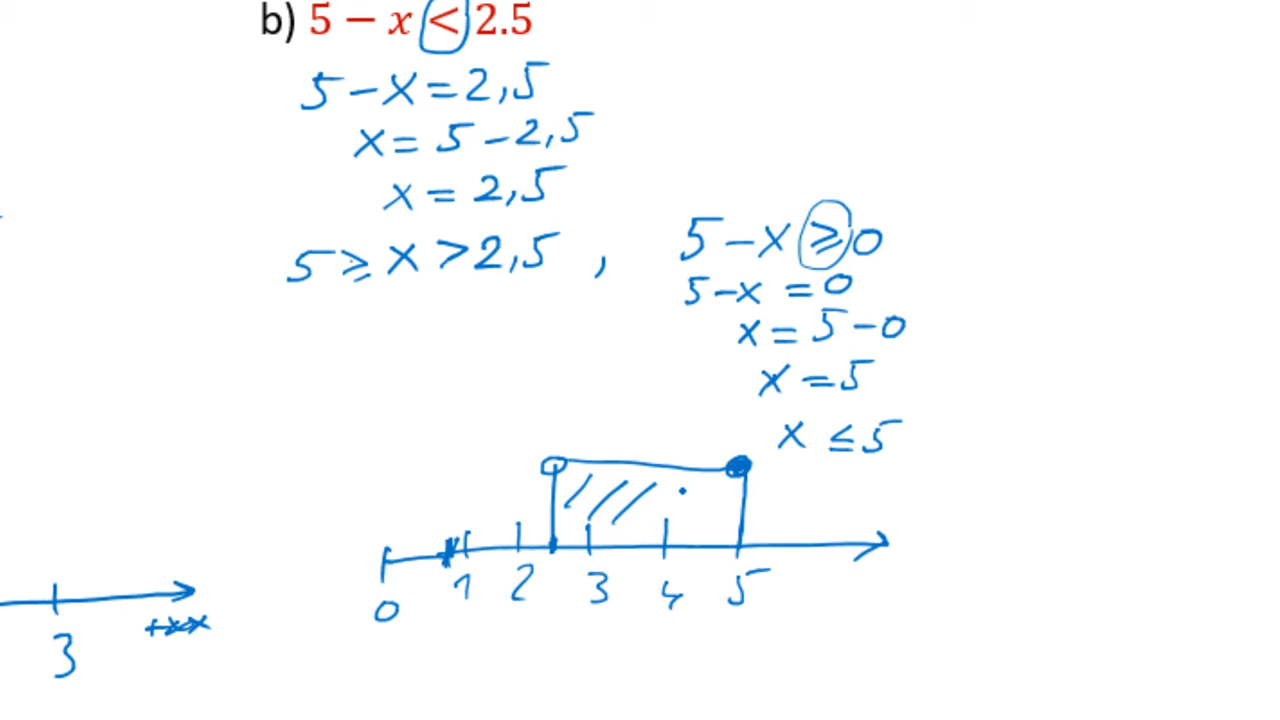 b) 5 − x < 2.5
5 − x = 2,5
x = 5 − 2,5
x = 2,5
5 ⩾ x > 2,5 ,
5 − x ⩾ 0
5 − x = 0
x = 5 − 0
x = 5
x ≤ 5
0 1 2 3 4 5
3